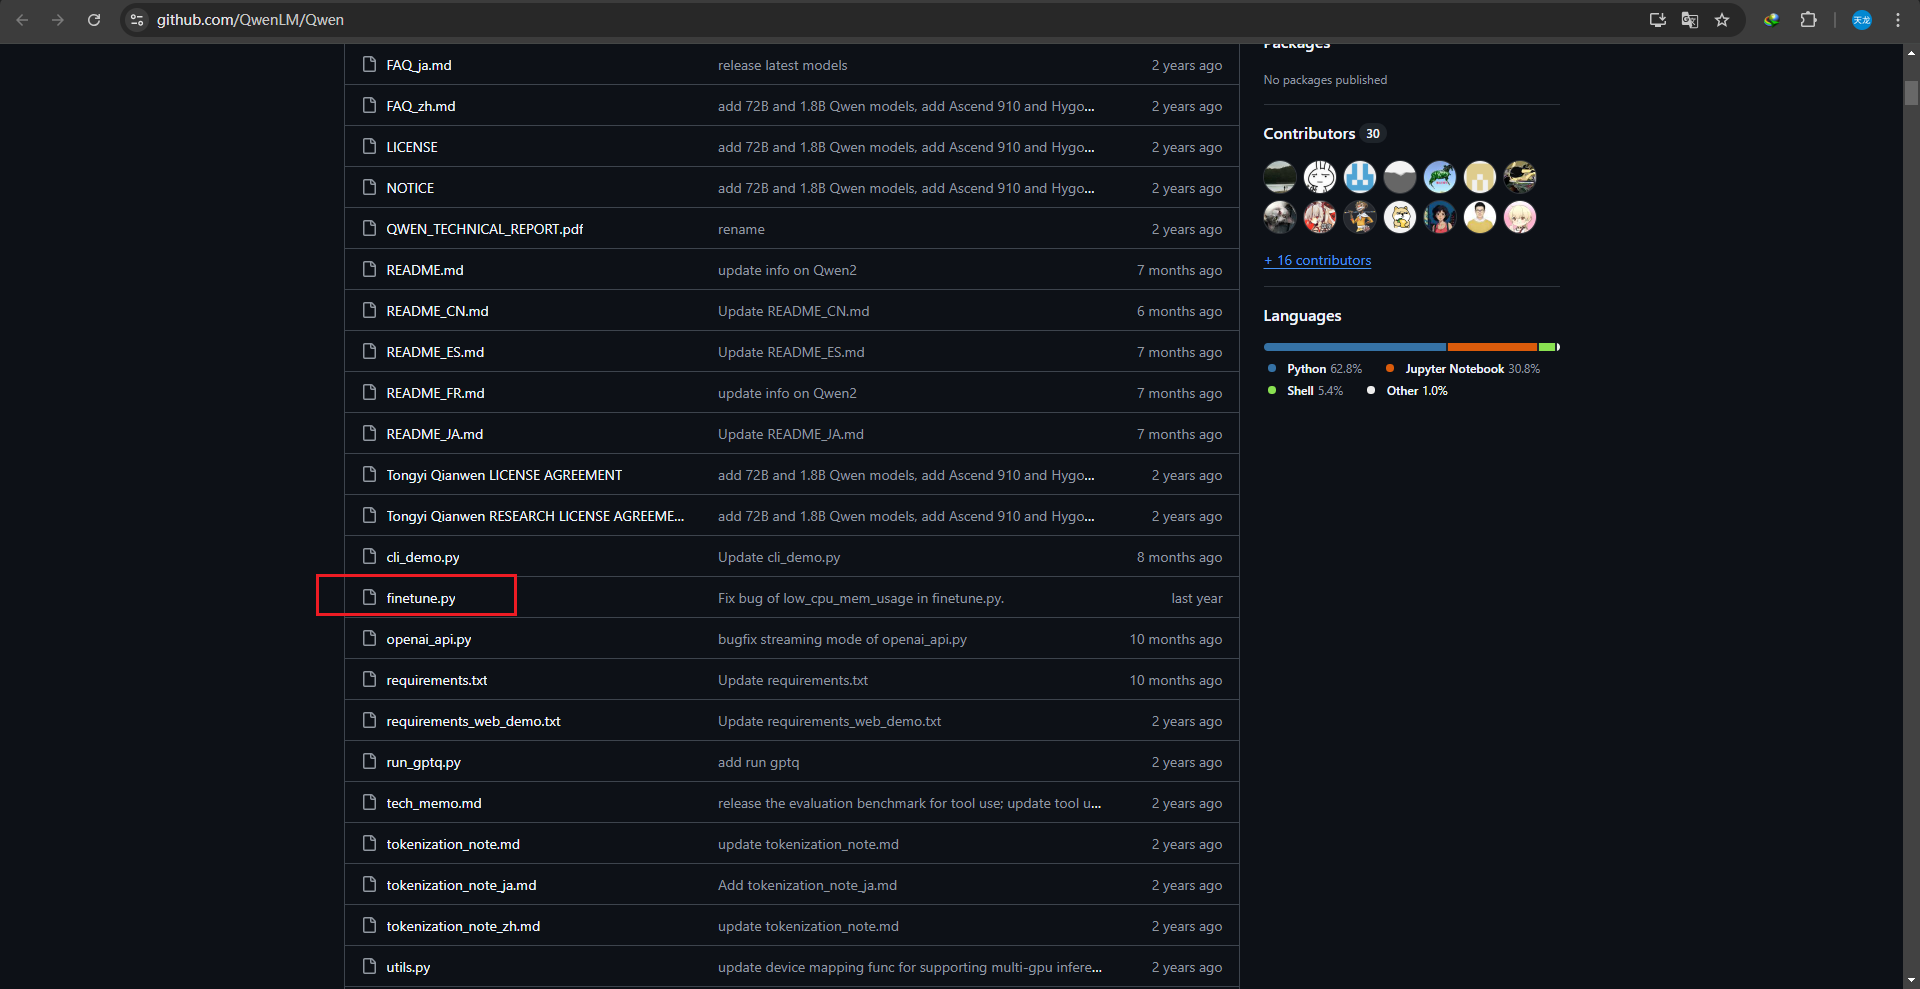 github.com/QwenLM/Qwen
天龙
FAQ_ja.md release latest models 2 years ago
FAQ_zh.md add 72B and 1.8B Qwen models, add Ascend 910 and Hygo... 2 years ago
LICENSE add 72B and 1.8B Qwen models, add Ascend 910 and Hygo... 2 years ago
NOTICE add 72B and 1.8B Qwen models, add Ascend 910 and Hygo... 2 years ago
QWEN_TECHNICAL_REPORT.pdf rename 2 years ago
README.md update info on Qwen2 7 months ago
README_CN.md Update README_CN.md 6 months ago
README_ES.md Update README_ES.md 7 months ago
README_FR.md update info on Qwen2 7 months ago
README_JA.md Update README_JA.md 7 months ago
Tongyi Qianwen LICENSE AGREEMENT add 72B and 1.8B Qwen models, add Ascend 910 and Hygo... 2 years ago
Tongyi Qianwen RESEARCH LICENSE AGREEME... add 72B and 1.8B Qwen models, add Ascend 910 and Hygo... 2 years ago
cli_demo.py Update cli_demo.py 8 months ago
finetune.py Fix bug of low_cpu_mem_usage in finetune.py. last year
openai_api.py bugfix streaming mode of openai_api.py 10 months ago
requirements.txt Update requirements.txt 10 months ago
requirements_web_demo.txt Update requirements_web_demo.txt 2 years ago
run_gptq.py add run gptq 2 years ago
tech_memo.md release the evaluation benchmark for tool use; update tool u... 2 years ago
tokenization_note.md update tokenization_note.md 2 years ago
tokenization_note_ja.md Add tokenization_note_ja.md 2 years ago
tokenization_note_zh.md update tokenization_note.md 2 years ago
utils.py update device mapping func for supporting multi-gpu infere... 2 years ago
Packages
No packages published
Contributors 30
+ 16 contributors
Languages
Python 62.8% Jupyter Notebook 30.8%
Shell 5.4% Other 1.0%